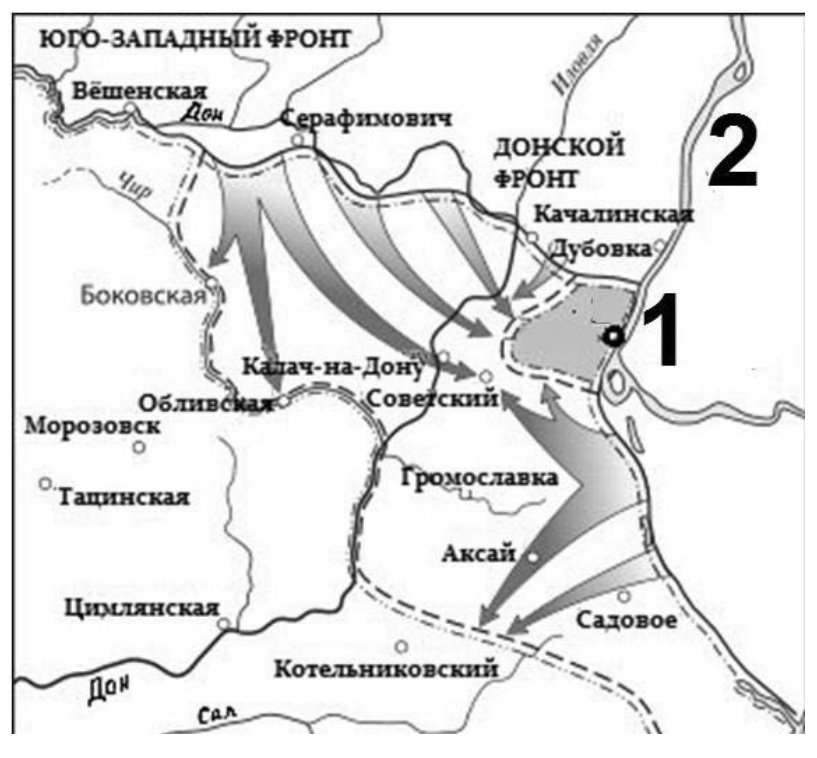 ЮГО-ЗАПАДНЫЙ ФРОНТ
Вёшенская
Дон
Серафимович
Иловля
2
ДОНСКОЙ
ФРОНТ
Чир
Качалинская
Дубовка
Боковская
1
Калач-на-Дону
Советский
Обливская
Морозовск
Громославка
Тацинская
Аксай
Цимлянская
Садовое
Котельниковский
Дон
Сал